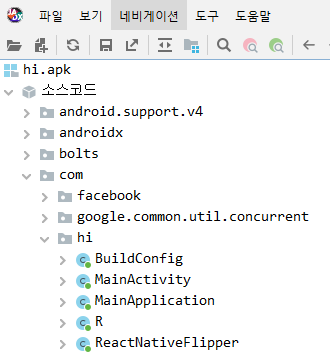 파일 보기 네비게이션 도구 도움말
hi.apk
소스코드
android.support.v4
androidx
bolts
com
facebook
google.common.util.concurrent
hi
BuildConfig
MainActivity
MainApplication
R
ReactNativeFlipper